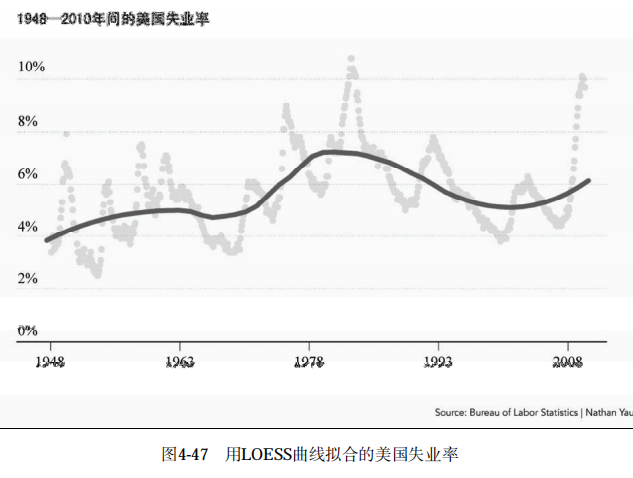 1948—2010年间的美国失业率
10%
8%
6%
4%
2%
0%
1948 1963 1978 1993 2008
Source: Bureau of Labor Statistics | Nathan Yau
图4-47 用LOESS曲线拟合的美国失业率